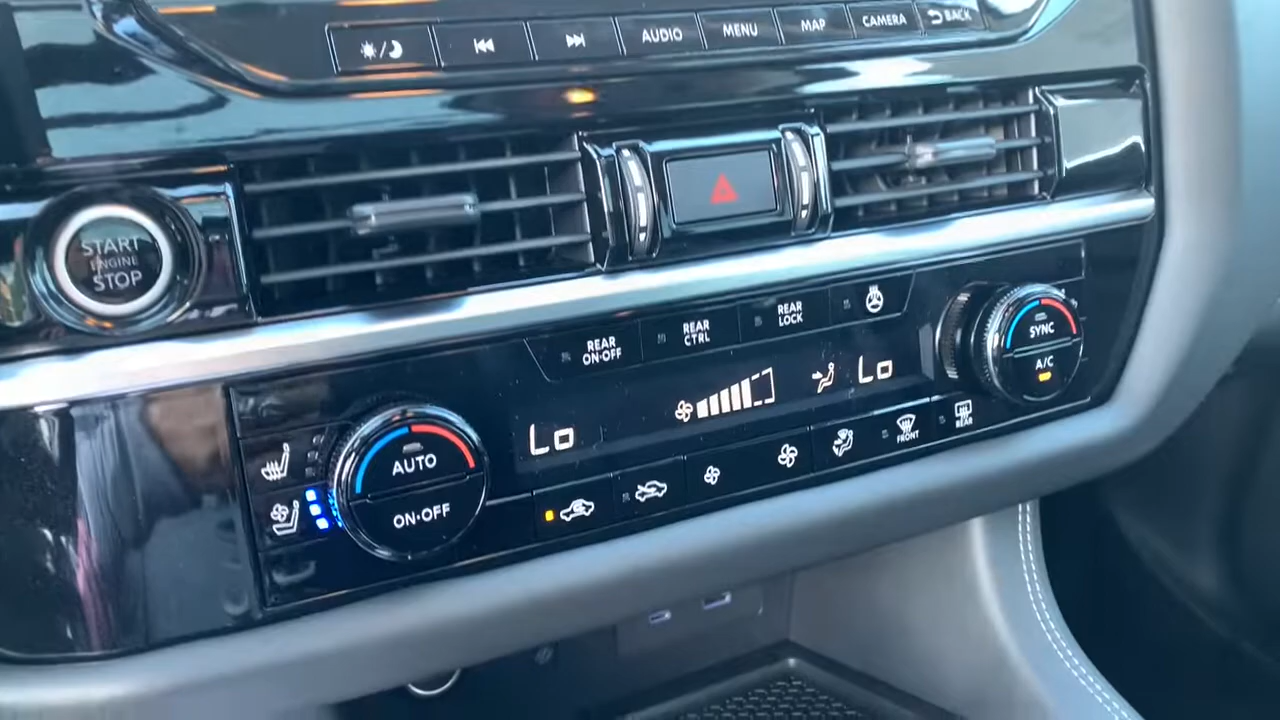 AUDIO
MENU
MAP
CAMERA
BACK
START
ENGINE
STOP
REAR
ON·OFF
REAR
CTRL
REAR
LOCK
SYNC
A/C
Lo
Lo
AUTO
ON·OFF
FRONT
REAR